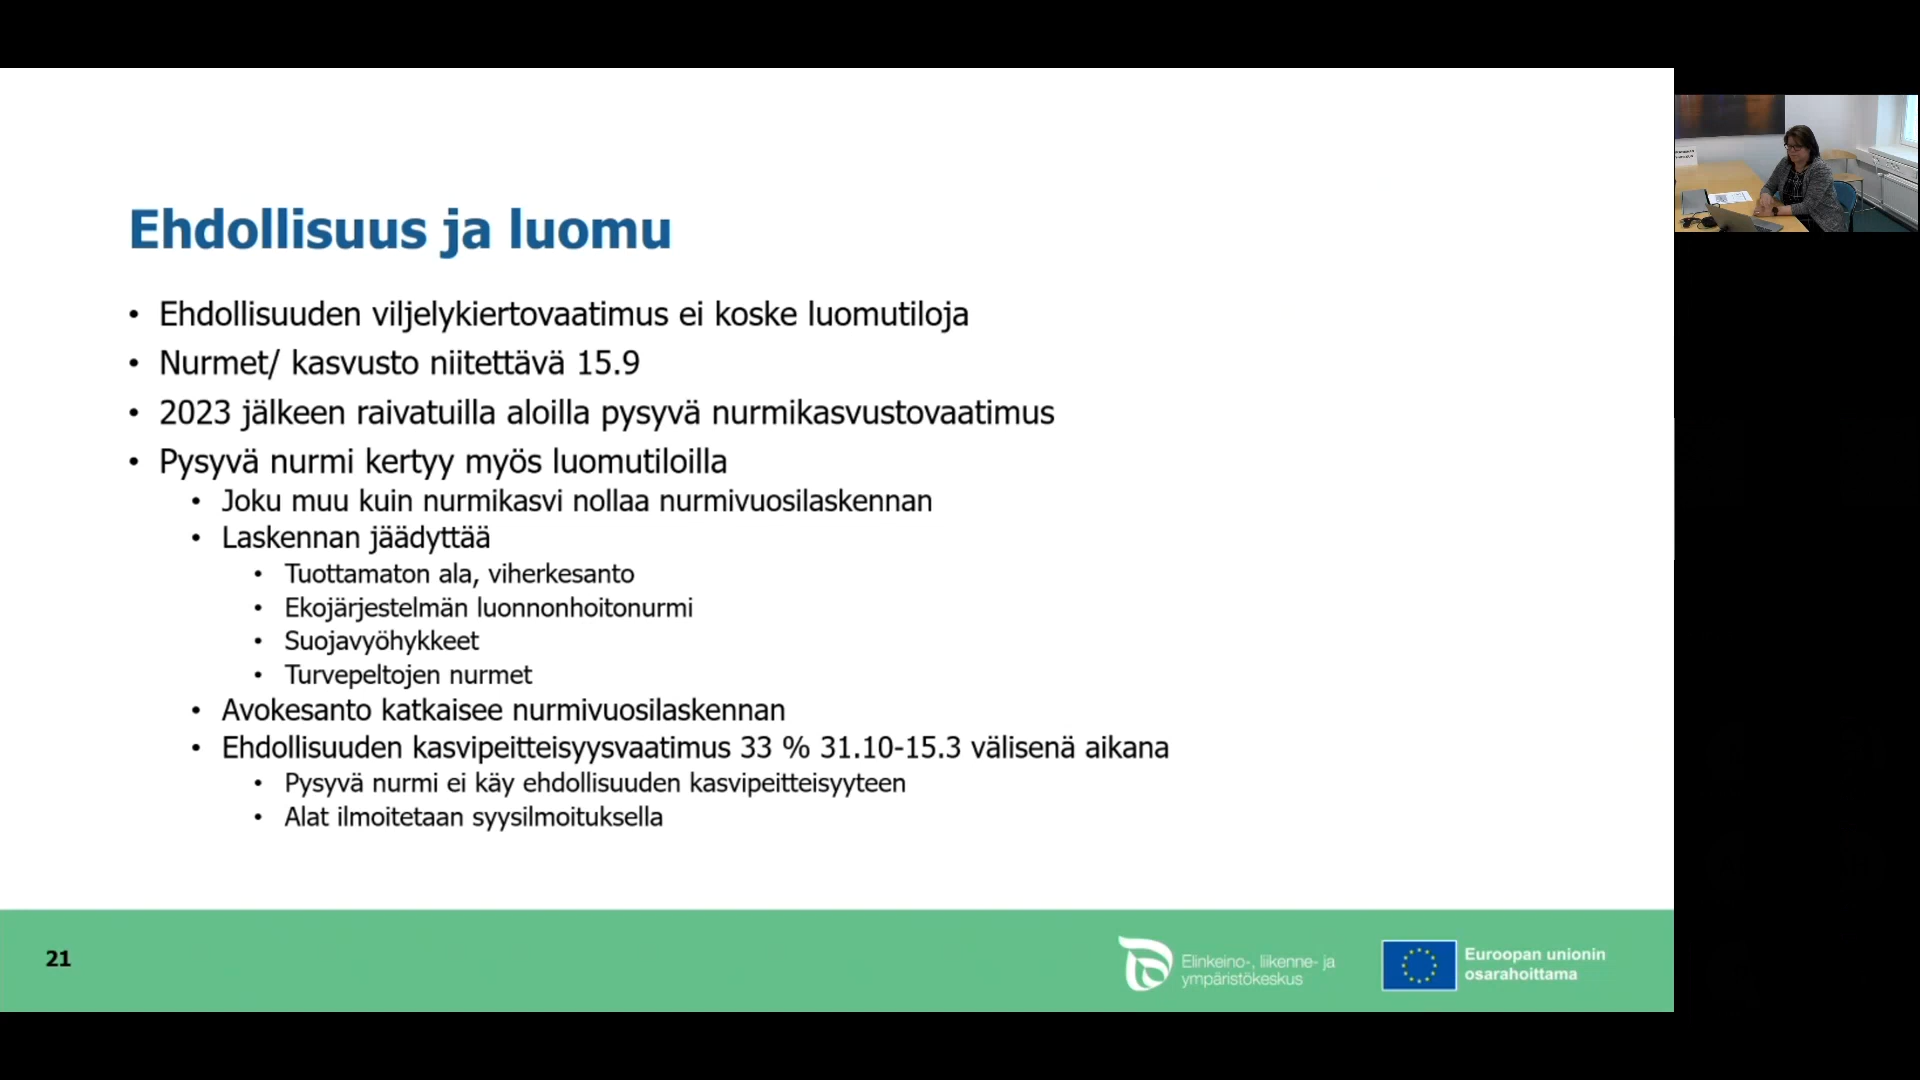 Ehdollisuus ja luomu
• Ehdollisuuden viljelykiertovaatimus ei koske luomutiloja
• Nurmet/ kasvusto niitettävä 15.9
• 2023 jälkeen raivatuilla aloilla pysyvä nurmikasvustovaatimus
• Pysyvä nurmi kertyy myös luomutiloilla
• Joku muu kuin nurmikasvi nollaa nurmivuosilaskennan
• Laskennan jäädyttää
• Tuottamaton ala, viherkesanto
• Ekojärjestelmän luonnonhoitonurmi
• Suojavyöhykkeet
• Turvepeltojen nurmet
• Avokesanto katkaisee nurmivuosilaskennan
• Ehdollisuuden kasvipeitteisyysvaatimus 33 % 31.10-15.3 välisenä aikana
• Pysyvä nurmi ei käy ehdollisuuden kasvipeitteisyyteen
• Alat ilmoitetaan syysilmoituksella
21
Elinkeino-, liikenne- ja
ympäristökeskus
Euroopan unionin
osarahoittama